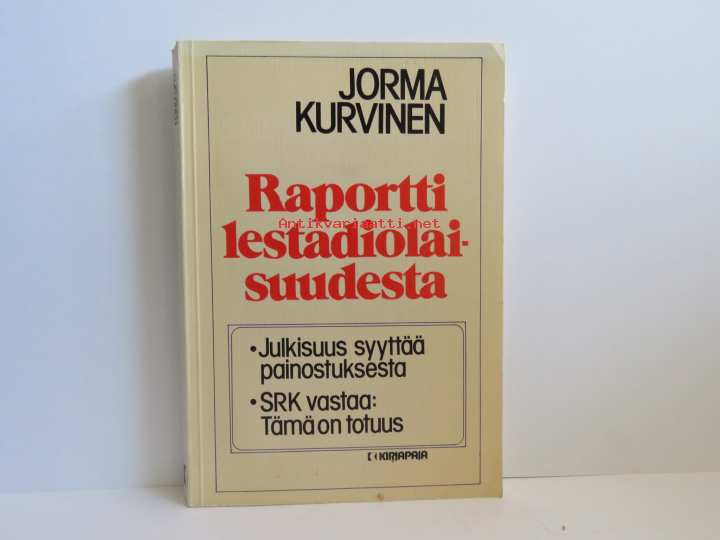 JORMA
KURVINEN
Raportti
Antikvariaatti.net
lestadiolai-
suudesta
•Julkisuus syyttää
painostuksesta
•SRK vastaa:
Tämä on totuus
KIRJAPAJA